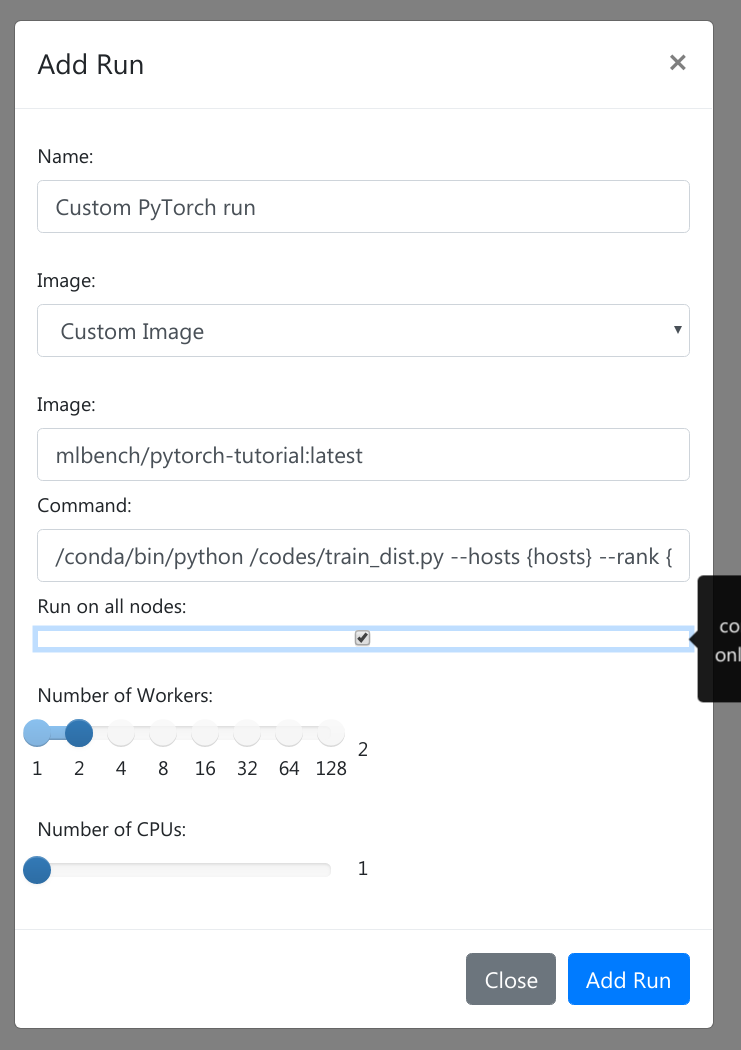 Add Run
×
Name:
Custom PyTorch run
Image:
Custom Image
Image:
mlbench/pytorch-tutorial:latest
Command:
/conda/bin/python /codes/train_dist.py --hosts {hosts} --rank {
Run on all nodes:
Number of Workers:
2
1 2 4 8 16 32 64 128
Number of CPUs:
1
Close Add Run